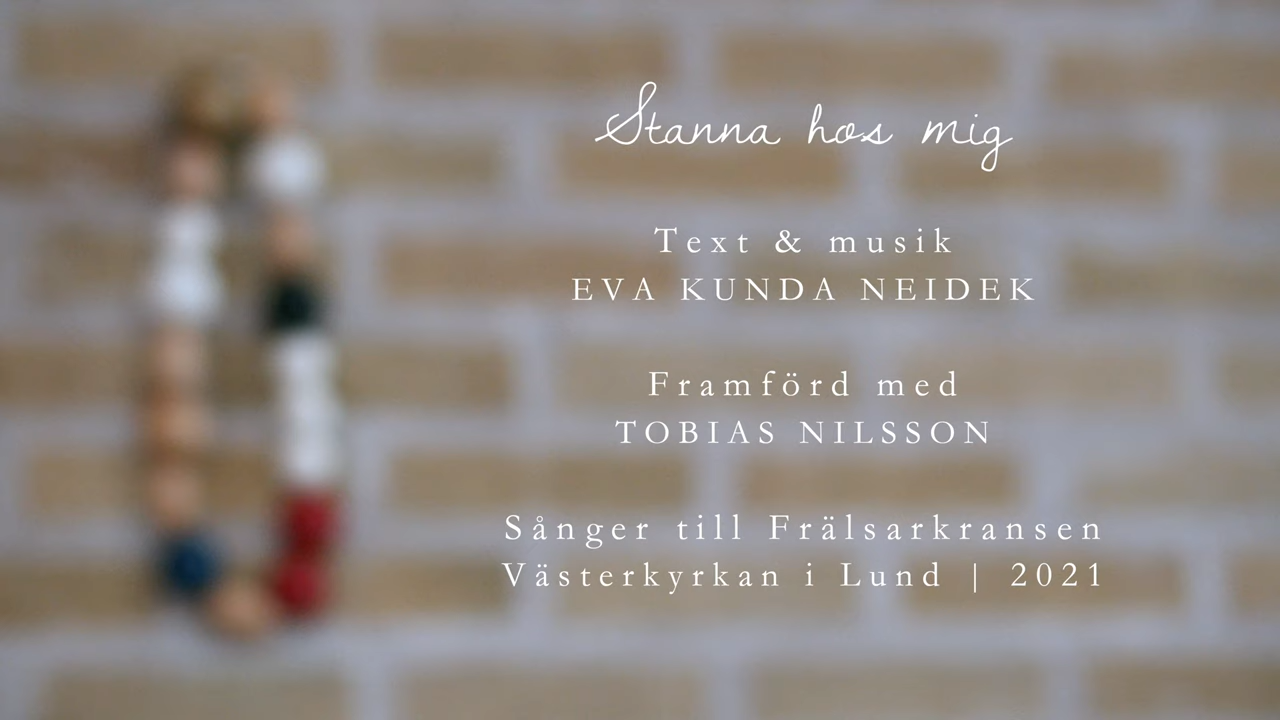 Stanna hos mig
Text & musik
EVA KUNDA NEIDEK
Framförd med
TOBIAS NILSSON
Sånger till Frälsarkransen
Västerkyrkan i Lund | 2021